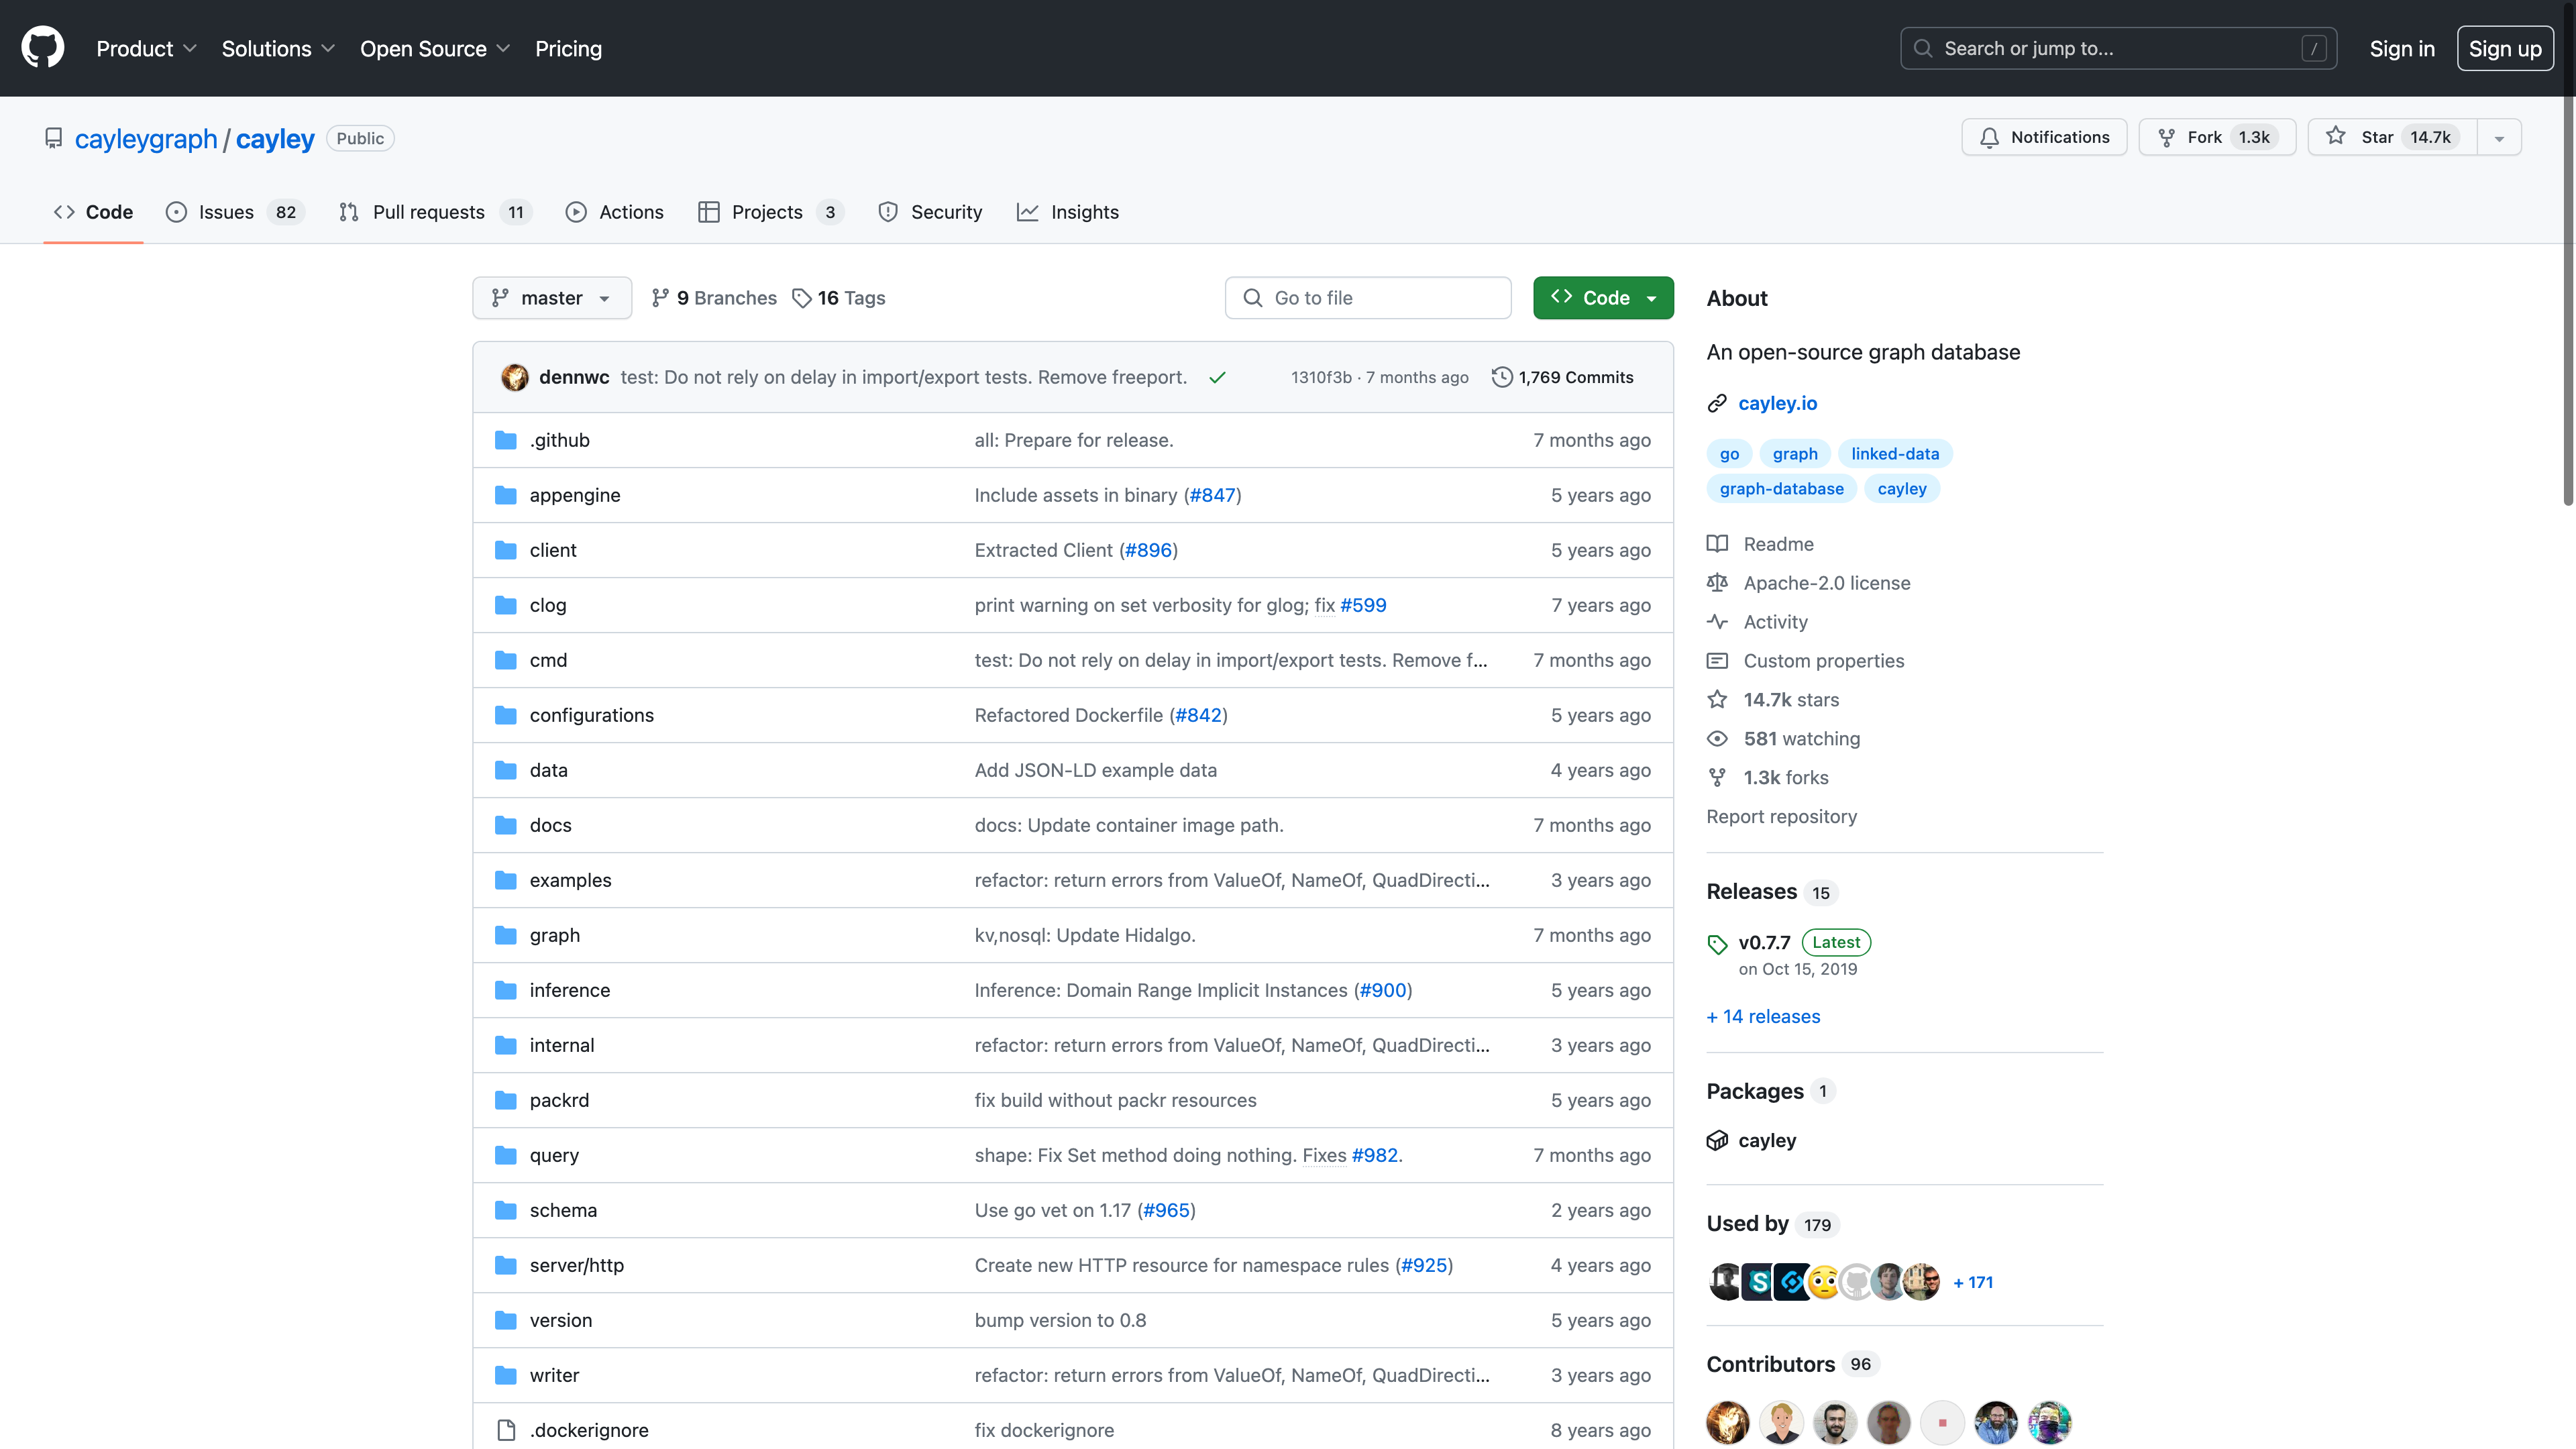 Product Solutions Open Source Pricing Search or jump to... / Sign in Sign up
cayleygraph / cayley Public Notifications Fork 1.3k Star 14.7k
Code Issues 82 Pull requests 11 Actions Projects 3 Security Insights
master 9 Branches 16 Tags Go to file Code
dennwc test: Do not rely on delay in import/export tests. Remove freeport. 1310f3b · 7 months ago 1,769 Commits
.github all: Prepare for release. 7 months ago
appengine Include assets in binary (#847) 5 years ago
client Extracted Client (#896) 5 years ago
clog print warning on set verbosity for glog; fix #599 7 years ago
cmd test: Do not rely on delay in import/export tests. Remove f... 7 months ago
configurations Refactored Dockerfile (#842) 5 years ago
data Add JSON-LD example data 4 years ago
docs docs: Update container image path. 7 months ago
examples refactor: return errors from ValueOf, NameOf, QuadDirecti... 3 years ago
graph kv,nosql: Update Hidalgo. 7 months ago
inference Inference: Domain Range Implicit Instances (#900) 5 years ago
internal refactor: return errors from ValueOf, NameOf, QuadDirecti... 3 years ago
packrd fix build without packr resources 5 years ago
query shape: Fix Set method doing nothing. Fixes #982. 7 months ago
schema Use go vet on 1.17 (#965) 2 years ago
server/http Create new HTTP resource for namespace rules (#925) 4 years ago
version bump version to 0.8 5 years ago
writer refactor: return errors from ValueOf, NameOf, QuadDirecti... 3 years ago
.dockerignore fix dockerignore 8 years ago
About
An open-source graph database
cayley.io
go graph linked-data
graph-database cayley
Readme
Apache-2.0 license
Activity
Custom properties
14.7k stars
581 watching
1.3k forks
Report repository
Releases 15
v0.7.7 Latest
on Oct 15, 2019
+ 14 releases
Packages 1
cayley
Used by 179
+ 171
Contributors 96